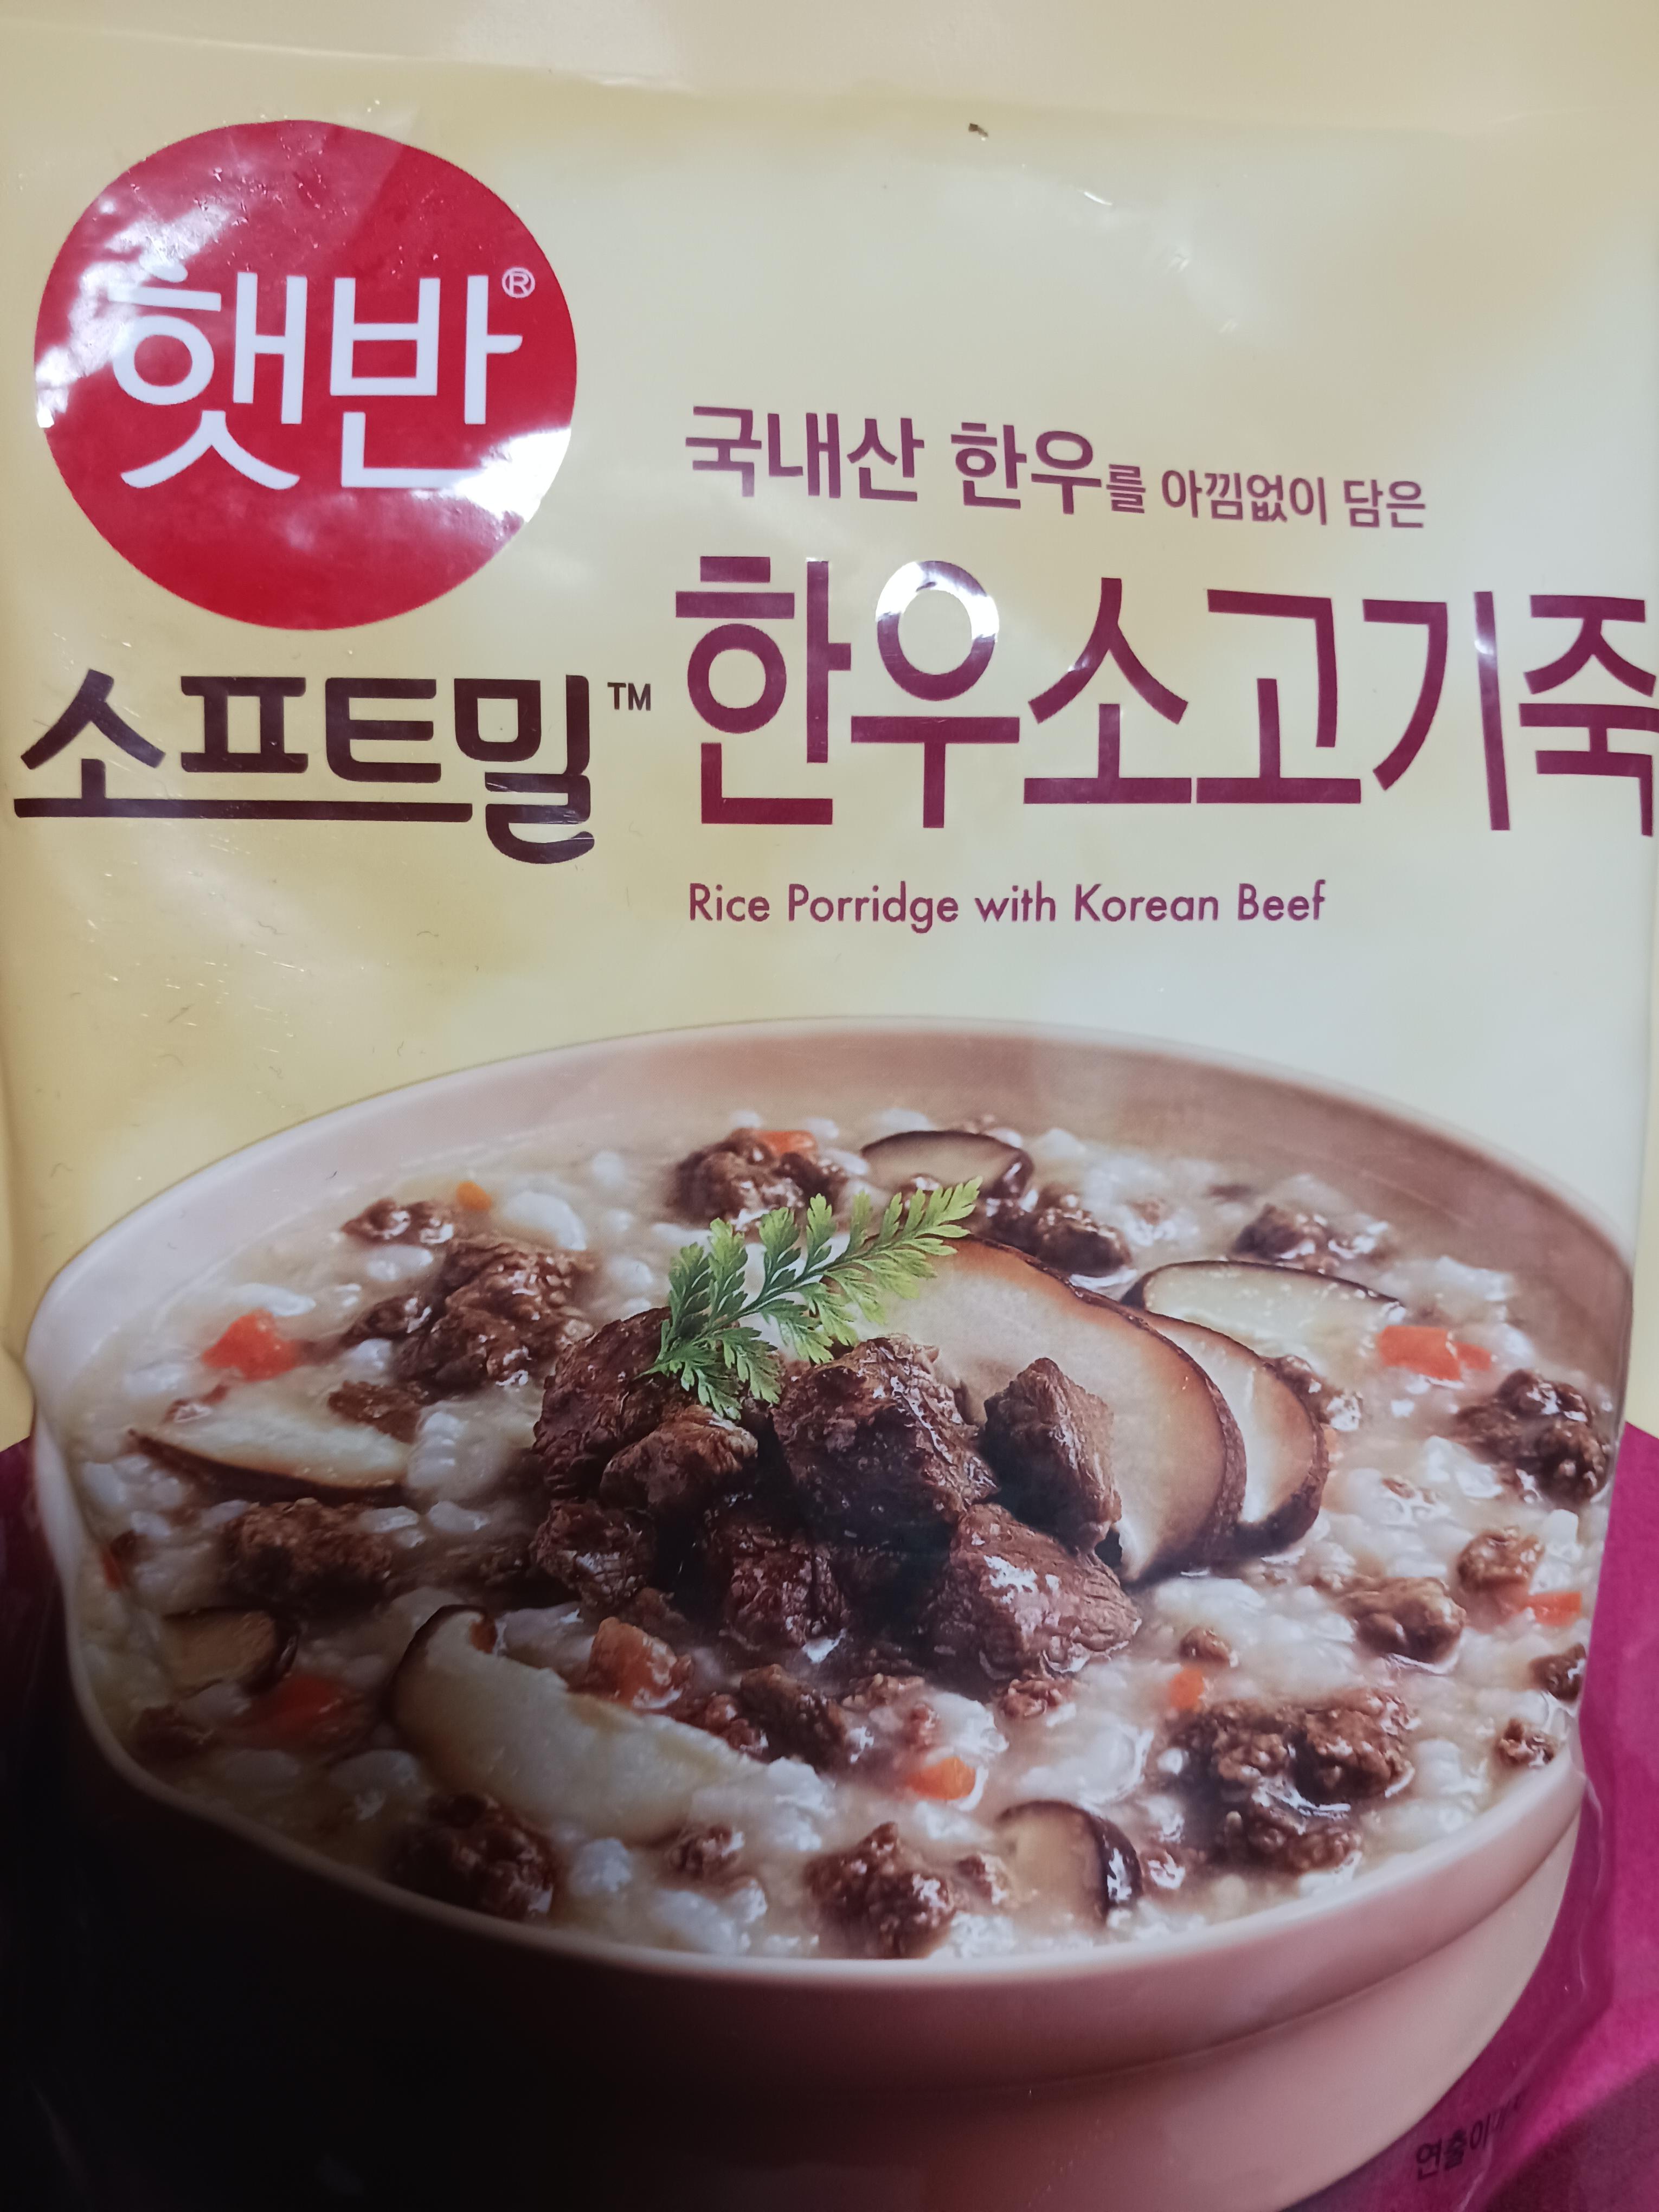 햇반®
소프트밀™
국내산 한우를 아낌없이 담은
한우소고기죽
Rice Porridge with Korean Beef